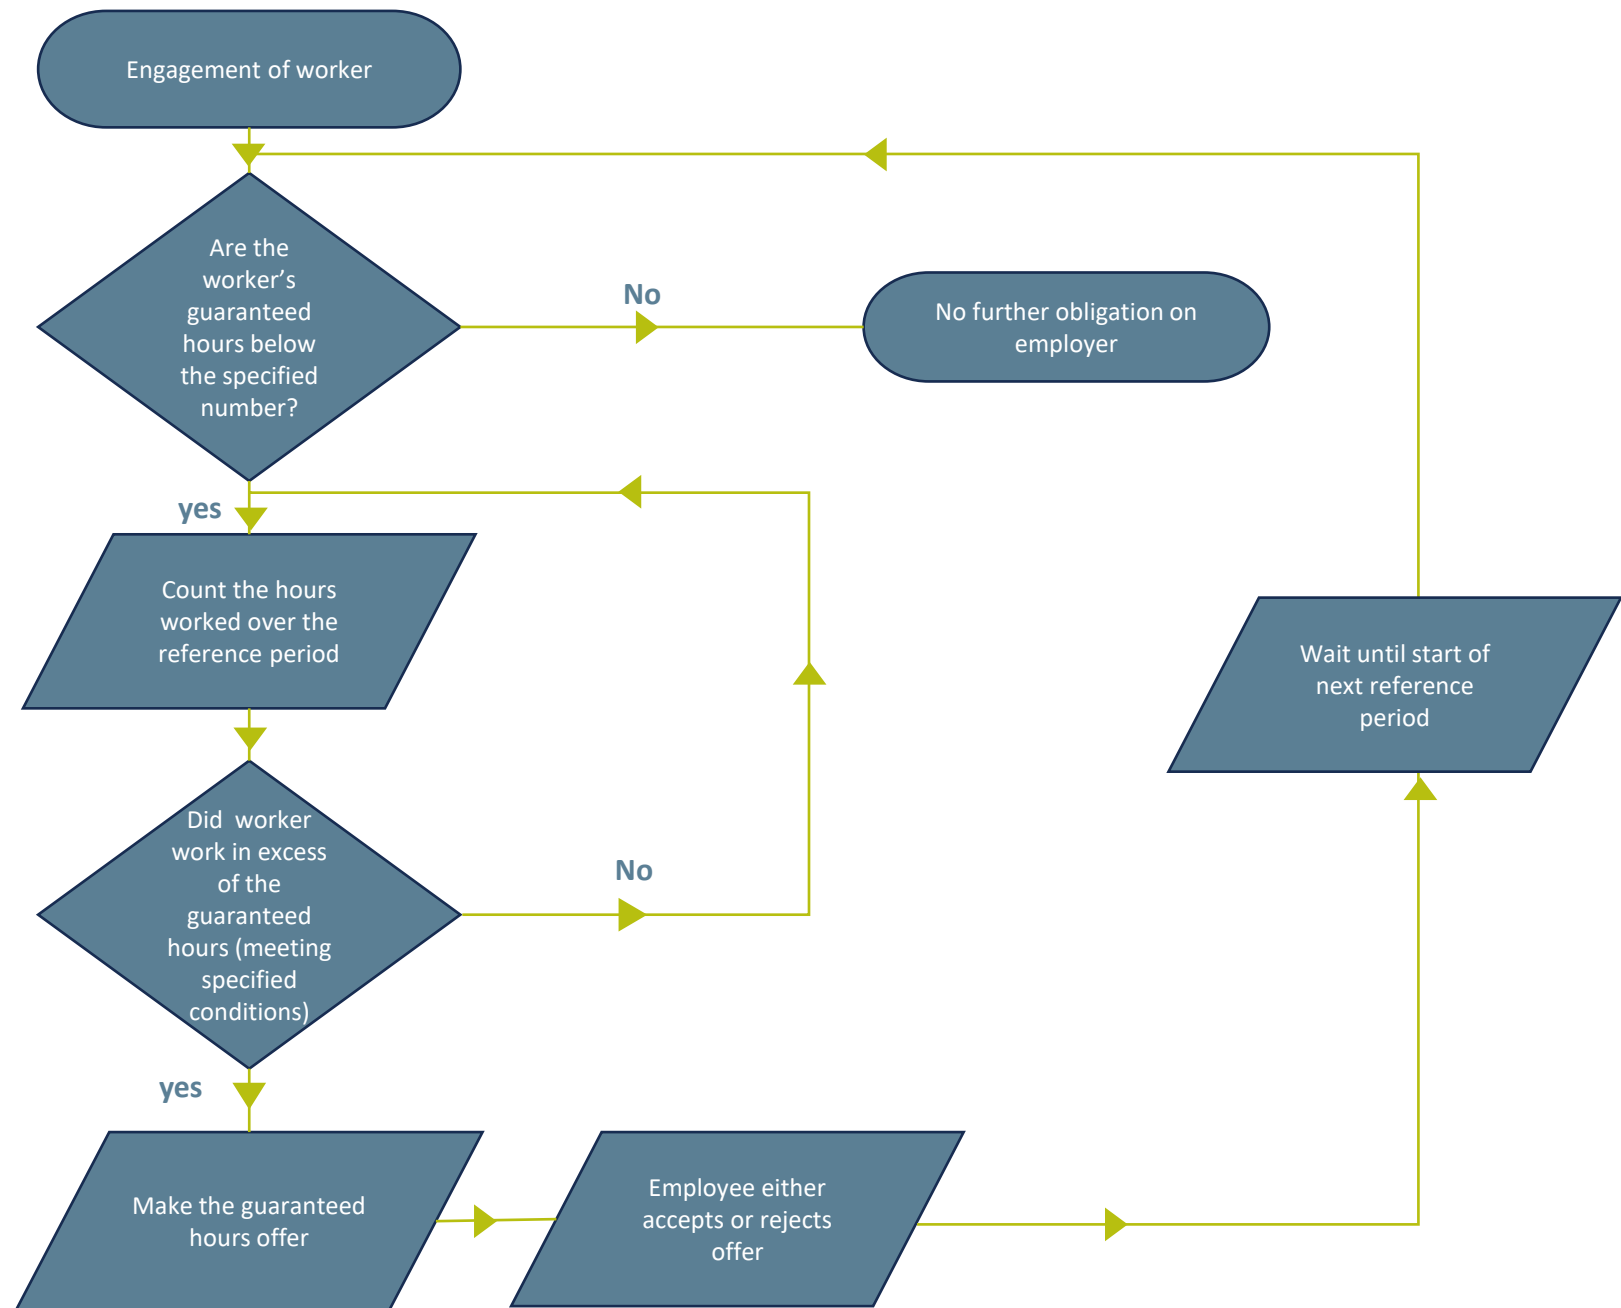 Engagement of worker
Are the
worker’s
guaranteed
hours below
the specified
number?
No
No further obligation on
employer
yes
Count the hours
worked over the
reference period
Wait until start of
next reference
period
Did  worker
work in excess
of the
guaranteed
hours (meeting
specified
conditions)
No
yes
Make the guaranteed
hours offer
Employee either
accepts or rejects
offer